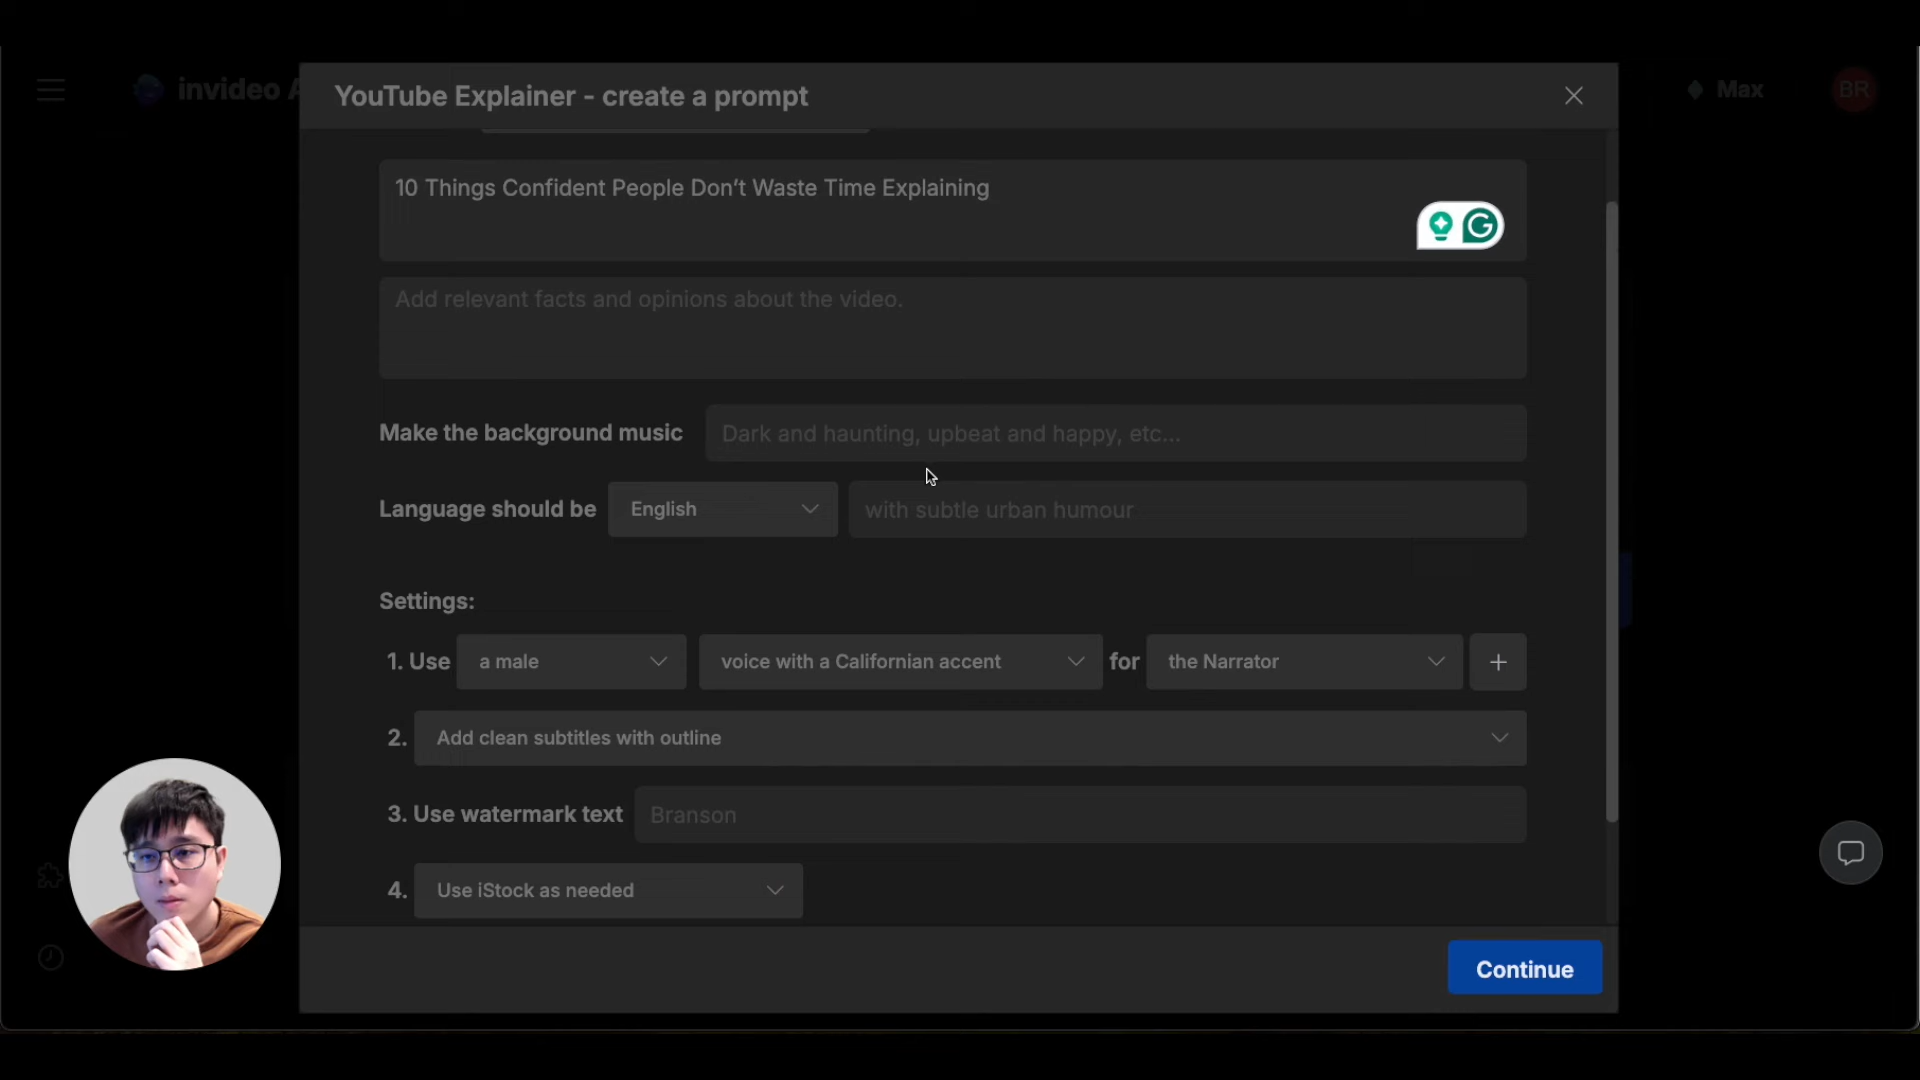 invideo A
YouTube Explainer - create a prompt
Max
BR
10 Things Confident People Don’t Waste Time Explaining
Add relevant facts and opinions about the video.
Make the background music
Dark and haunting, upbeat and happy, etc...
Language should be
English
with subtle urban humour
Settings:
1. Use
a male
voice with a Californian accent
for
the Narrator
2.
Add clean subtitles with outline
3. Use watermark text
Branson
4.
Use iStock as needed
Continue